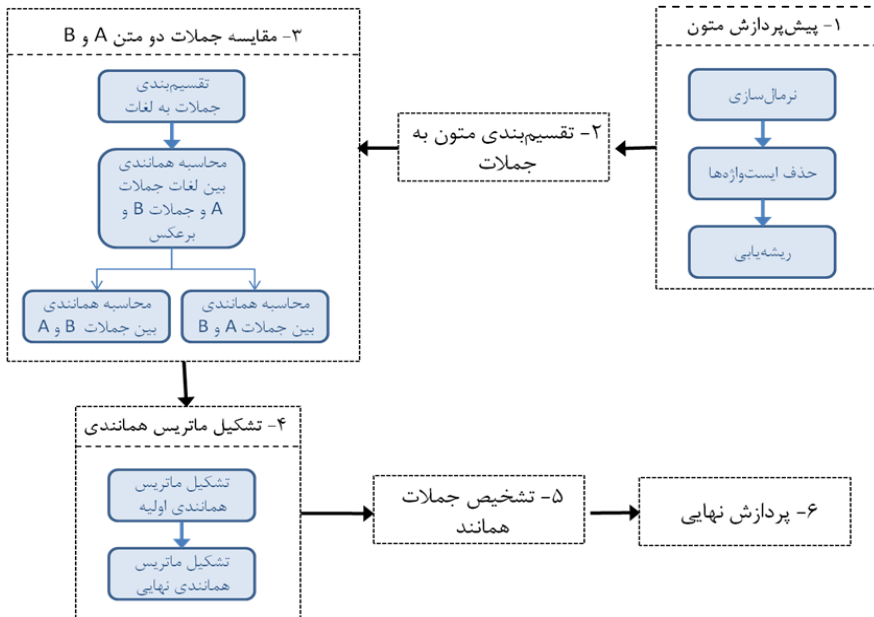 ۱- پیش‌پردازش متون
نرمال‌سازی
حذف ایست‌واژه‌ها
ریشه‌یابی
۲- تقسیم‌بندی متون به
جملات
۳- مقایسه جملات دو متن A و B
تقسیم‌بندی
جملات به لغات
محاسبه همانندی
بین لغات جملات
A و جملات B و
برعکس
محاسبه همانندی
بین جملات A و B
محاسبه همانندی
بین جملات B و A
۴- تشکیل ماتریس همانندی
تشکیل ماتریس
همانندی اولیه
تشکیل ماتریس
همانندی نهایی
۵- تشخیص جملات
همانند
۶- پردازش نهایی